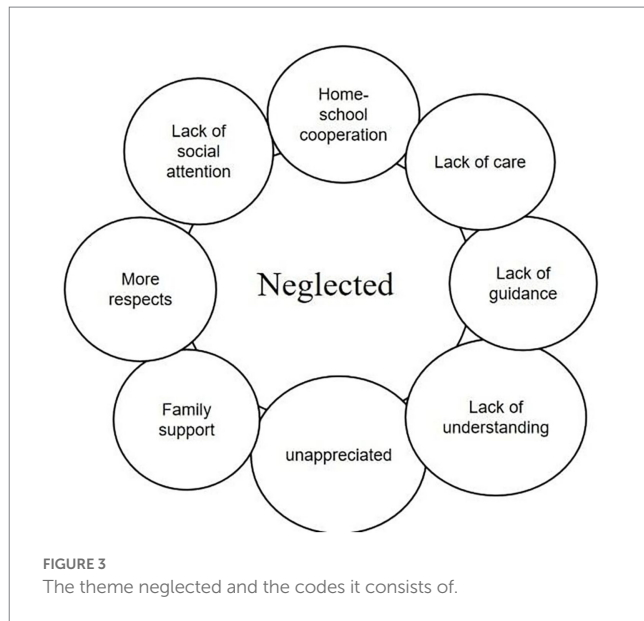 Home-
school
cooperation
Lack of
social
attention
Lack of care
More
respects
Neglected
Lack of
guidance
Family
support
Lack of
understanding
unappreciated
FIGURE 3
The theme neglected and the codes it consists of.